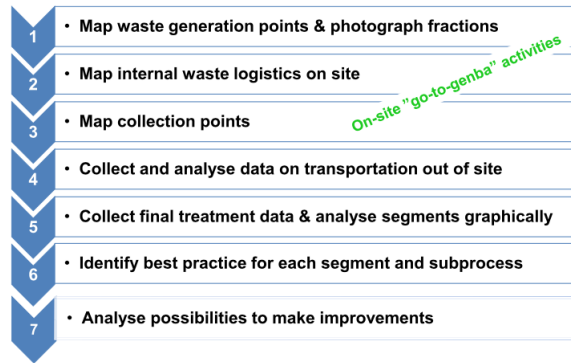 1
• Map waste generation points & photograph fractions
2
• Map internal waste logistics on site
On-site ”go-to-genba” activities
3
• Map collection points
4
• Collect and analyse data on transportation out of site
5
• Collect final treatment data & analyse segments graphically
6
• Identify best practice for each segment and subprocess
7
• Analyse possibilities to make improvements